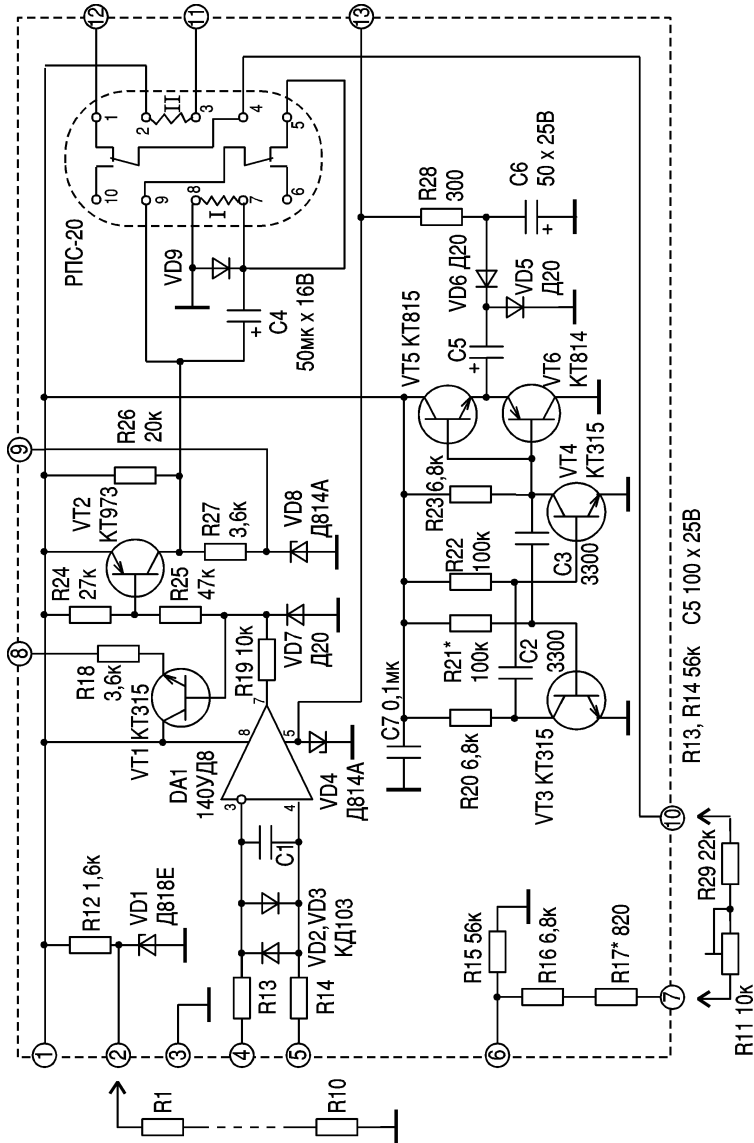 12
11
13
1
2
II
3
4
5
10
9
8
I
7
6
РПС-20
VD9
C4
50мк x 16В
+
R28
300
C6
50 x 25В
+
VD6 Д20
VD5
Д20
C5
+
VT5 КТ815
VT6
КТ814
9
R26
20к
VT2
КТ973
R27
3,6к
VD8
Д814А
R24
27к
R25
47к
8
R18
3,6к
VT1 КТ315
R19 10к
VD7
Д20
DA1
140УД8
3
4
8
7
5
VD4
Д814А
R23 6,8к
VT4
КТ315
R22
100к
C3
3300
R21*
100к
C2
3300
C7 0,1мк
R20 6,8к
VT3 КТ315
R13, R14 56к C5 100 x 25В
R12 1,6к
VD1
Д818Е
C1
VD2,VD3
КД103
R13
R14
R15 56к
R16 6,8к
R17* 820
10
R29 22к
7
R11 10к
1
2
3
4
5
6
R1
R10